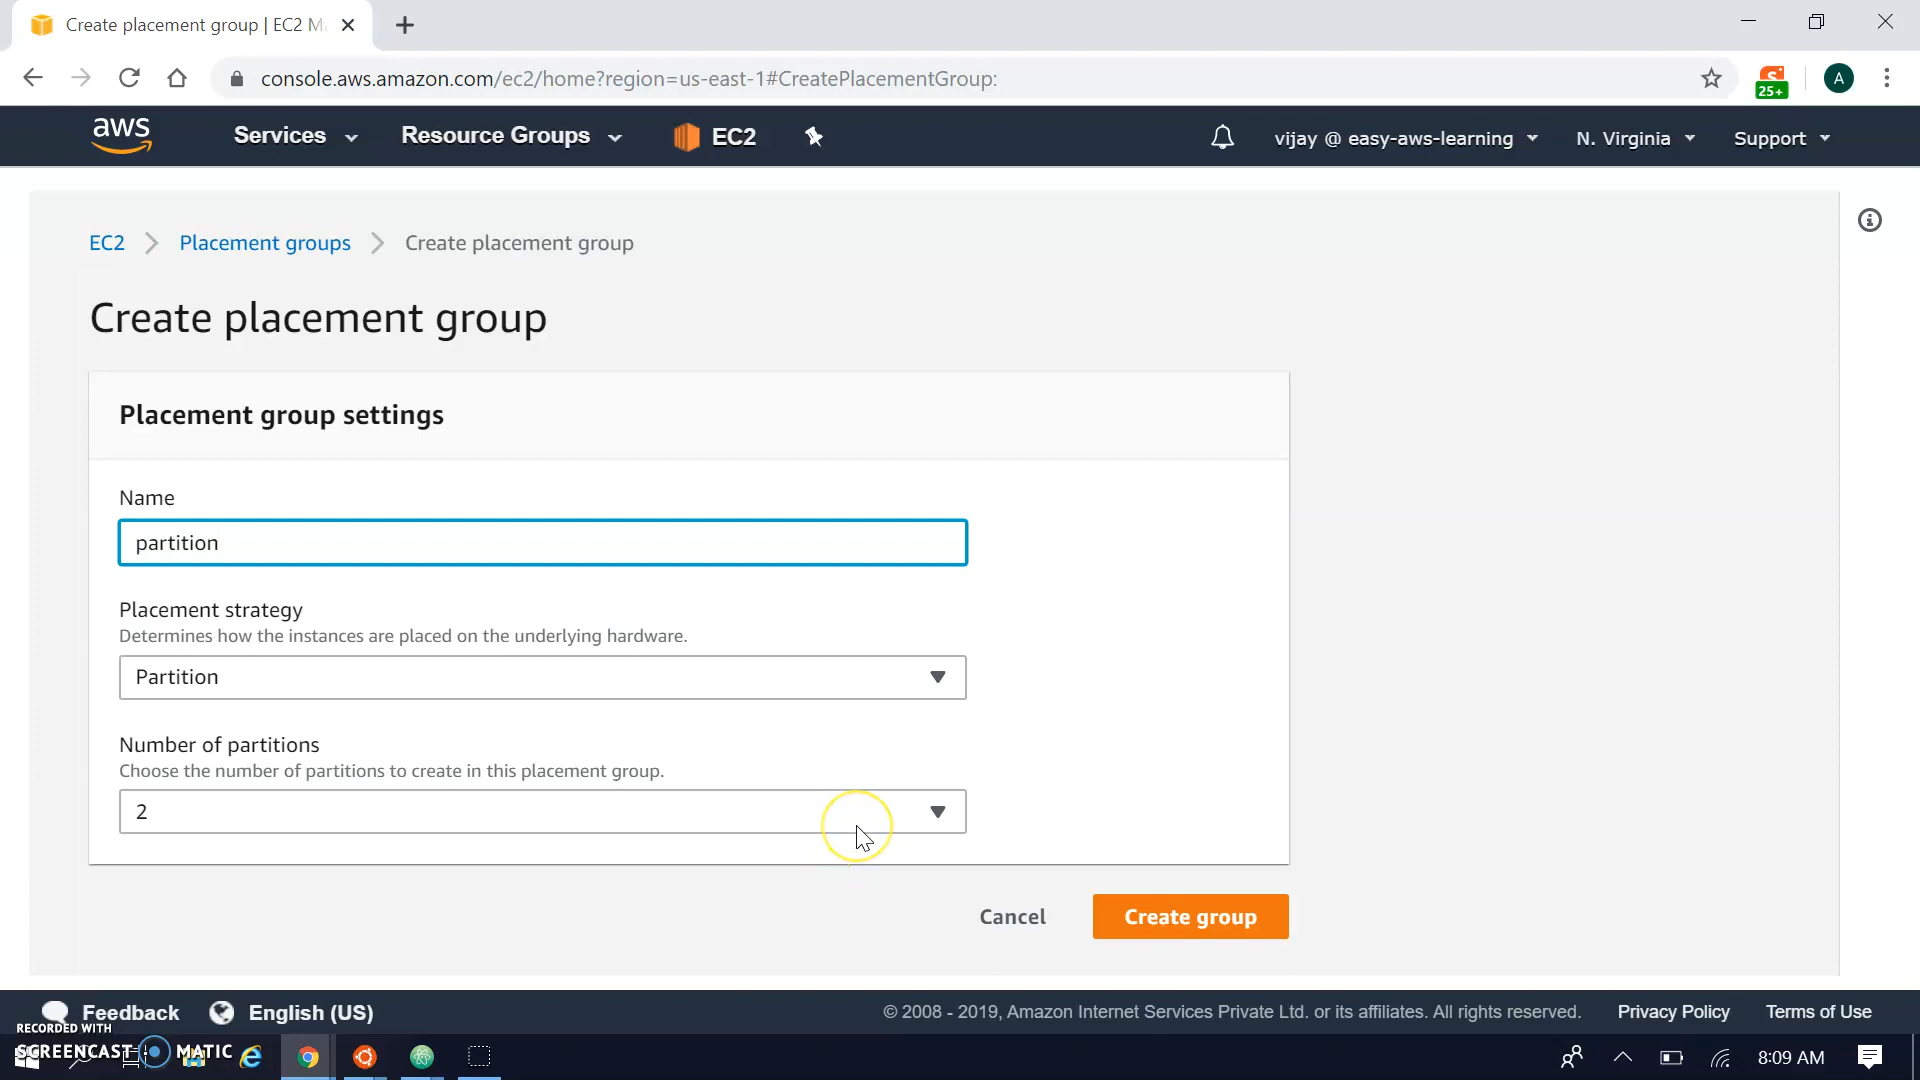 Create placement group | EC2 M
console.aws.amazon.com/ec2/home?region=us-east-1#CreatePlacementGroup:
25+
A
aws
Services
Resource Groups
EC2
vijay @ easy-aws-learning
N. Virginia
Support
EC2
Placement groups
Create placement group
Create placement group
Placement group settings
Name
partition
Placement strategy
Determines how the instances are placed on the underlying hardware.
Partition
Number of partitions
Choose the number of partitions to create in this placement group.
2
Cancel
Create group
Feedback
English (US)
© 2008 - 2019, Amazon Internet Services Private Ltd. or its affiliates. All rights reserved.
Privacy Policy
Terms of Use
RECORDED WITH
SCREENCAST MATIC
8:09 AM